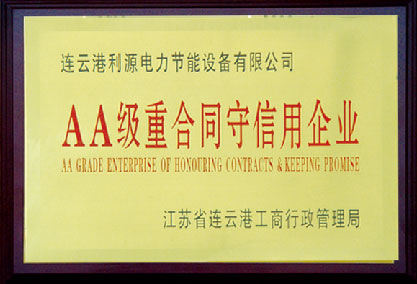 连云港利源电力节能设备有限公司
AA级重合同守信用企业
AA GRADE ENTERPRISE OF HONOURING CONTRACTS & KEEPING PROMISE
江苏省连云港工商行政管理局